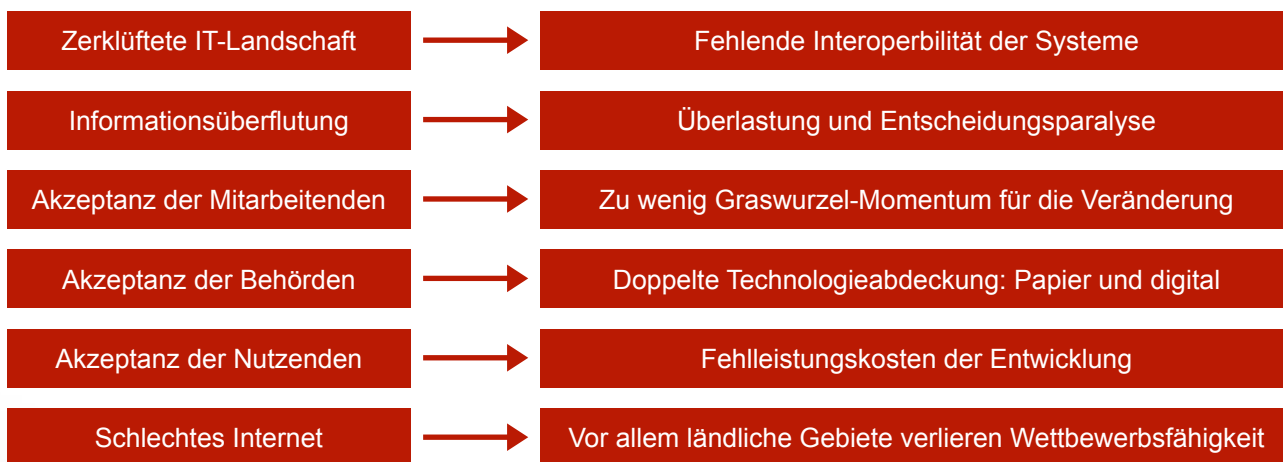 Zerklüftete IT-Landschaft
Fehlende Interoperbilität der Systeme
Informationsüberflutung
Überlastung und Entscheidungsparalyse
Akzeptanz der Mitarbeitenden
Zu wenig Graswurzel-Momentum für die Veränderung
Akzeptanz der Behörden
Doppelte Technologieabdeckung: Papier und digital
Akzeptanz der Nutzenden
Fehlleistungskosten der Entwicklung
Schlechtes Internet
Vor allem ländliche Gebiete verlieren Wettbewerbsfähigkeit